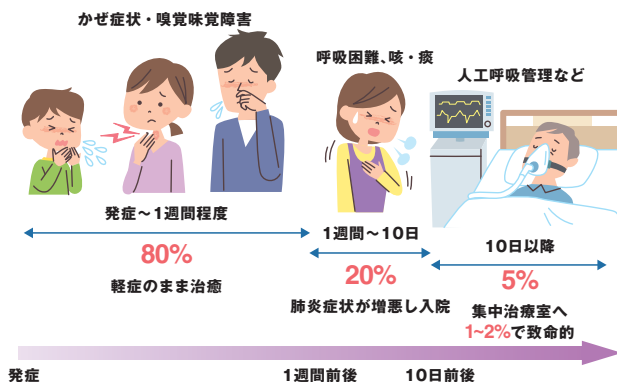 かぜ症状・嗅覚味覚障害
呼吸困難、咳・痰
人工呼吸管理など
発症〜1週間程度
80%
軽症のまま治癒
1週間〜10日
20%
肺炎症状が増悪し入院
10日以降
5%
集中治療室へ
1~2%で致命的
発症
1週間前後
10日前後